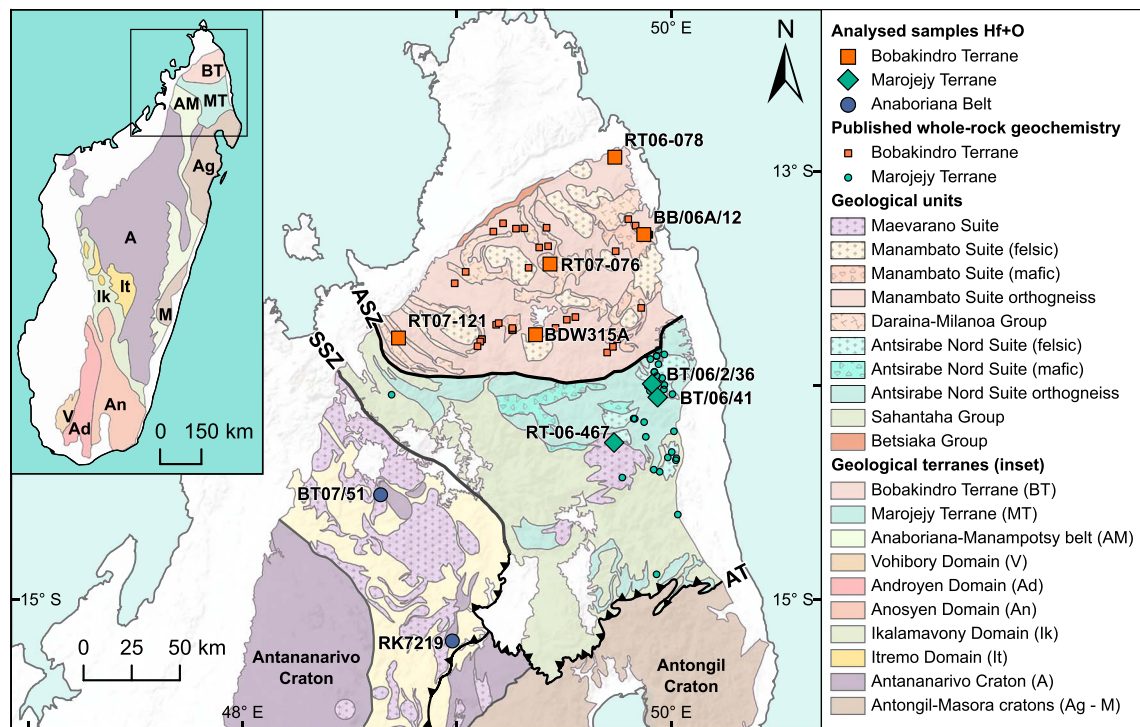 BT
AM
MT
Ag
A
It
Ik
M
An
V
Ad
0 150 km
50° E
N
13° S
RT06-078
BB/06A/12
RT07-076
RT07-121
BDW315A
ASZ
SSZ
BT/06/2/36
BT/06/41
RT-06-467
BT07/51
AT
15° S
15° S
0 25 50 km
RK7219
Antananarivo
Craton
Antongil
Craton
48° E
50° E
Analysed samples Hf+O
Bobakindro Terrane
Marojejy Terrane
Anaboriana Belt
Published whole-rock geochemistry
Bobakindro Terrane
Marojejy Terrane
Geological units
Maevarano Suite
Manambato Suite (felsic)
Manambato Suite (mafic)
Manambato Suite orthogneiss
Daraina-Milanoa Group
Antsirabe Nord Suite (felsic)
Antsirabe Nord Suite (mafic)
Antsirabe Nord Suite orthogneiss
Sahantaha Group
Betsiaka Group
Geological terranes (inset)
Bobakindro Terrane (BT)
Marojejy Terrane (MT)
Anaboriana-Manampotsy belt (AM)
Vohibory Domain (V)
Androyen Domain (Ad)
Anosyen Domain (An)
Ikalamavony Domain (Ik)
Itremo Domain (It)
Antananarivo Craton (A)
Antongil-Masora cratons (Ag - M)